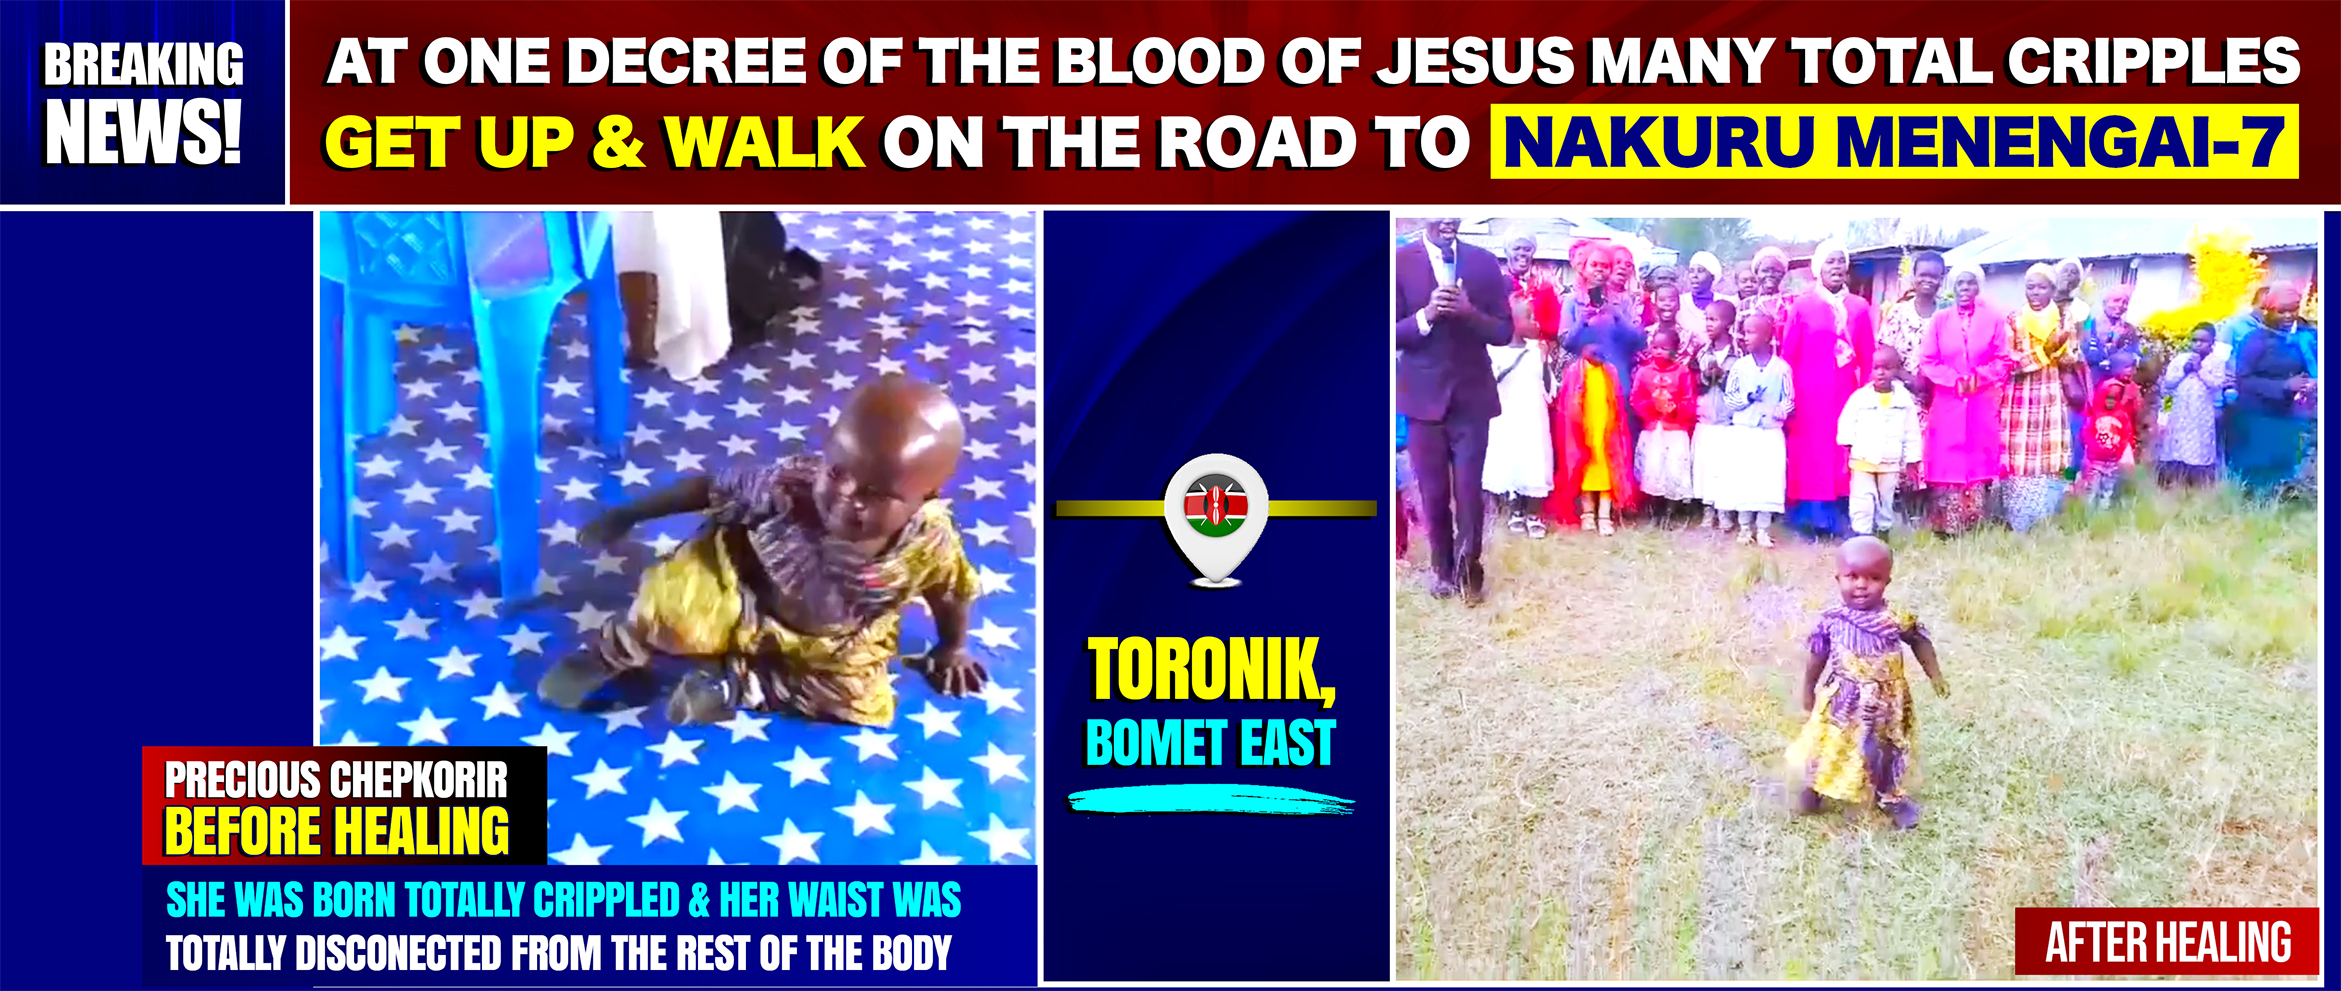 BREAKING
NEWS!
AT ONE DECREE OF THE BLOOD OF JESUS MANY TOTAL CRIPPLES
GET UP & WALK ON THE ROAD TO NAKURU MENENGAI-7
PRECIOUS CHEPKORIR
BEFORE HEALING
SHE WAS BORN TOTALLY CRIPPLED & HER WAIST WAS
TOTALLY DISCONECTED FROM THE REST OF THE BODY
TORONIK,
BOMET EAST
AFTER HEALING